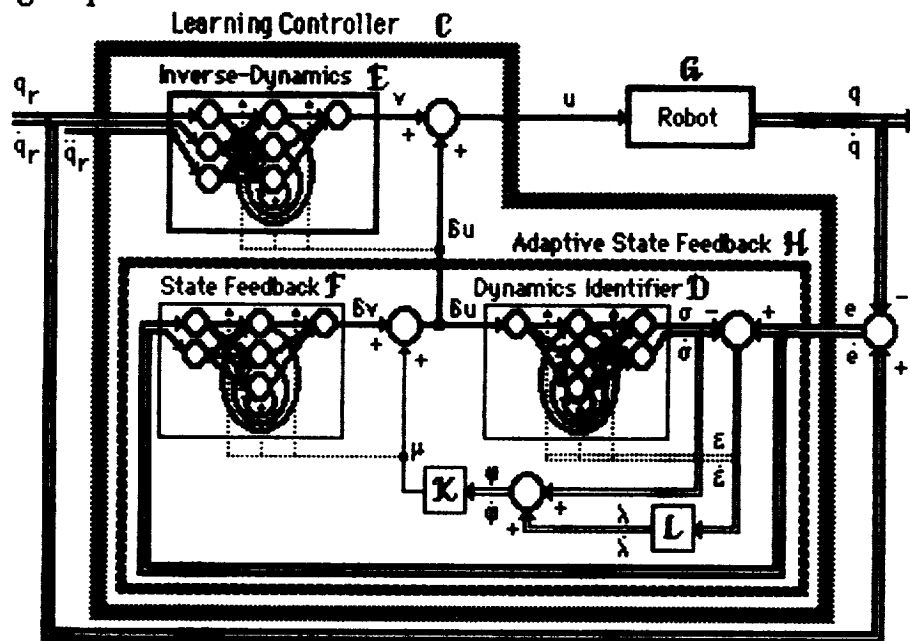 Learning Controller C
Inverse-Dynamics E
G
q_r
v
u
Robot
q
q̇_r
q̈_r
+
+
q̇
δu
Adaptive State Feedback H
State Feedback F
δv
δu
Dynamics Identifier D
σ
-
+
e
-
+
+
σ̇
ė
+
μ
ε
K
ψ
ε̇
ψ̇
+
+
λ
L
λ̇